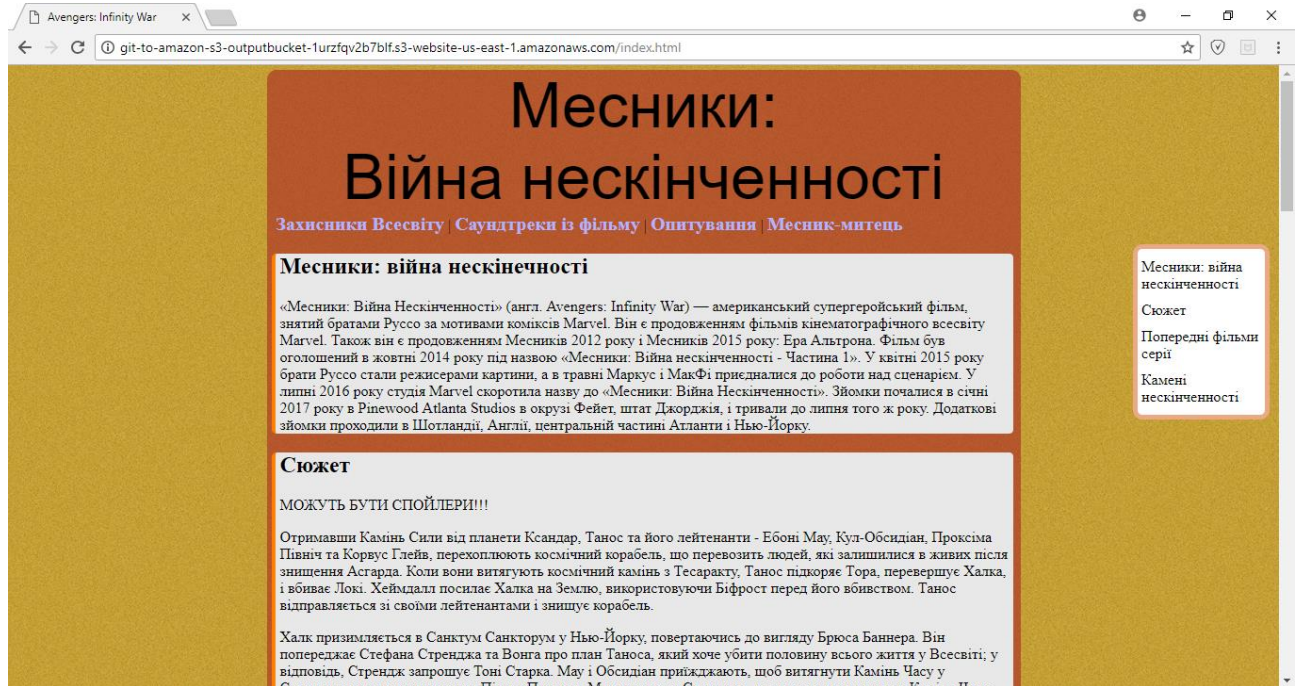 Avengers: Infinity War
git-to-amazon-s3-outputbucket-1urzfqv2b7blf.s3-website-us-east-1.amazonaws.com/index.html
Месники:
Війна нескінченності
Захисники Всесвіту | Саундтреки із фільму | Опитування | Месник-митець
Месники: війна нескінечності
«Месники: Війна Нескінченності» (англ. Avengers: Infinity War) — американський супергеройський фільм,
знятий братами Руссо за мотивами коміксів Marvel. Він є продовженням фільмів кінематографічного всесвіту
Marvel. Також він є продовженням Месників 2012 року і Месників 2015 року: Ера Альтрона. Фільм був
оголошений в жовтні 2014 року під назвою «Месники: Війна нескінченності - Частина 1». У квітні 2015 року
брати Руссо стали режисерами картини, а в травні Маркус і МакФі приєдналися до роботи над сценарієм. У
липні 2016 року студія Marvel скоротила назву до «Месники: Війна Нескінченності». Зйомки почалися в січні
2017 року в Pinewood Atlanta Studios в окрузі Фейет, штат Джорджія, і тривали до липня того ж року. Додаткові
зйомки проходили в Шотландії, Англії, центральній частині Атланти і Нью-Йорку.
Сюжет
МОЖУТЬ БУТИ СПОЙЛЕРИ!!!
Отримавши Камінь Сили від планети Ксандар, Танос та його лейтенанти - Ебоні Мау, Кул-Обсидіан, Проксіма
Північ та Корвус Глейв, перехоплюють космічний корабель, що перевозить людей, які залишилися в живих після
знищення Асгарда. Коли вони витягують космічний камінь з Тесаракту, Танос підкоряє Тора, перевершує Халка,
і вбиває Локі. Хеймдалл посилає Халка на Землю, використовуючи Біфрост перед його вбивством. Танос
відправляється зі своїми лейтенантами і знищує корабель.
Халк призимляється в Санктум Санкторум у Нью-Йорку, повертаючись до вигляду Брюса Баннера. Він
попереджає Стефана Стренджа та Вонга про план Таноса, який хоче убити половину всього життя у Всесвіті; у
відповідь, Стрендж запрошує Тоні Старка. Мау і Обсидіан приїжджають, щоб витягнути Камінь Часу у
Месники: війна
нескінченності
Сюжет
Попередні фільми
серії
Камені
нескінченності